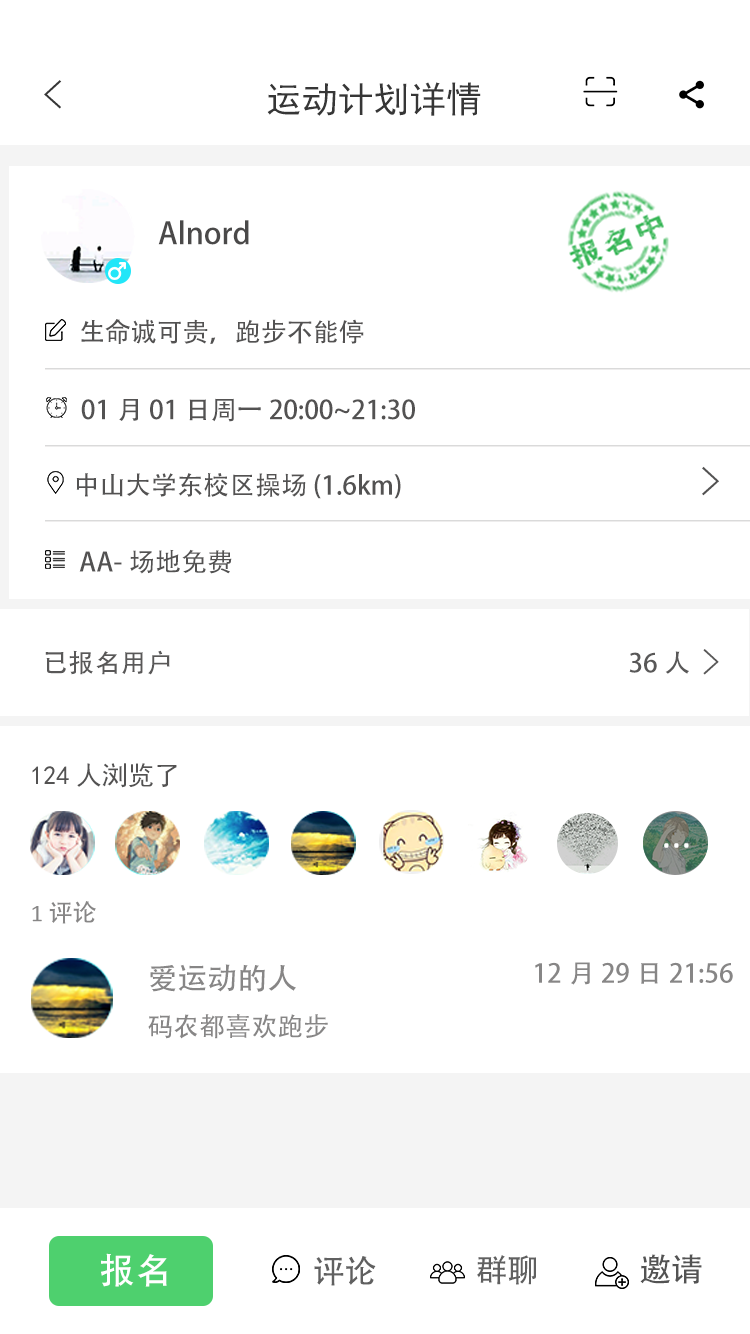 运动计划详情
Alnord
报名中
生命诚可贵，跑步不能停
01 月 01 日周一 20:00~21:30
中山大学东校区操场 (1.6km)
AA- 场地免费
已报名用户 36 人
124 人浏览了
1 评论
爱运动的人 12 月 29 日 21:56
码农都喜欢跑步
报名 评论 群聊 邀请